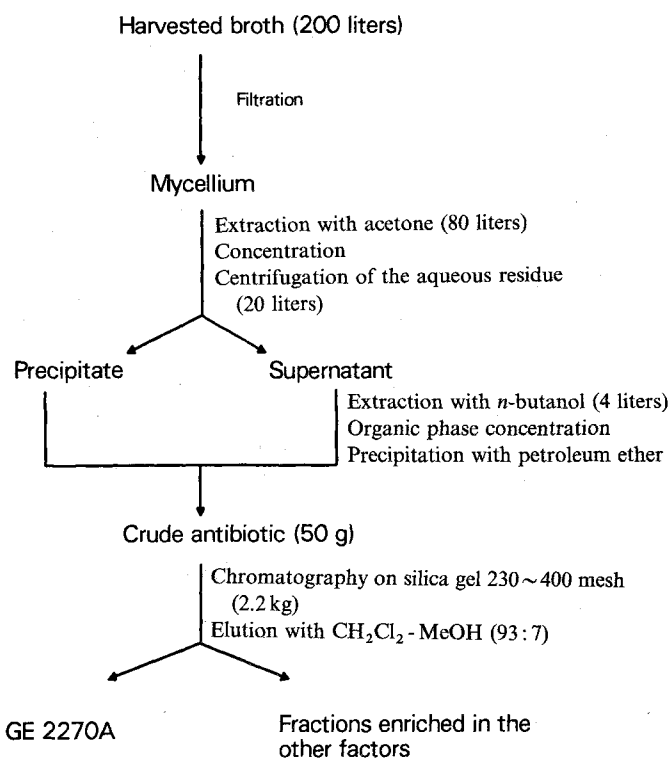 Harvested broth (200 liters)
Filtration
Mycellium
Extraction with acetone (80 liters)
Concentration
Centrifugation of the aqueous residue
(20 liters)
Precipitate
Supernatant
Extraction with n-butanol (4 liters)
Organic phase concentration
Precipitation with petroleum ether
Crude antibiotic (50 g)
Chromatography on silica gel 230~400 mesh
(2.2 kg)
Elution with CH₂Cl₂ - MeOH (93 : 7)
GE 2270A
Fractions enriched in the
other factors